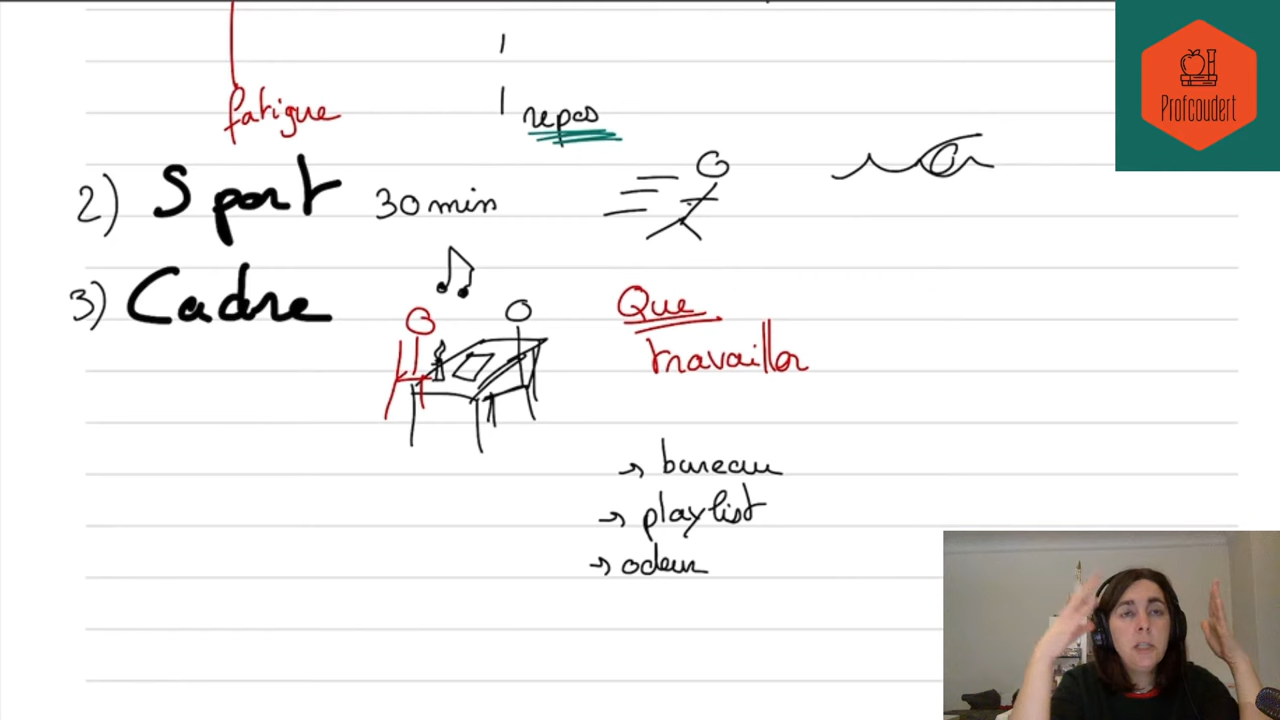 Profcoudert
fatigue
repos
2) Sport 30 min
3) Cadre
Que
travailler
→ bureau
→ playlist
→ odeur